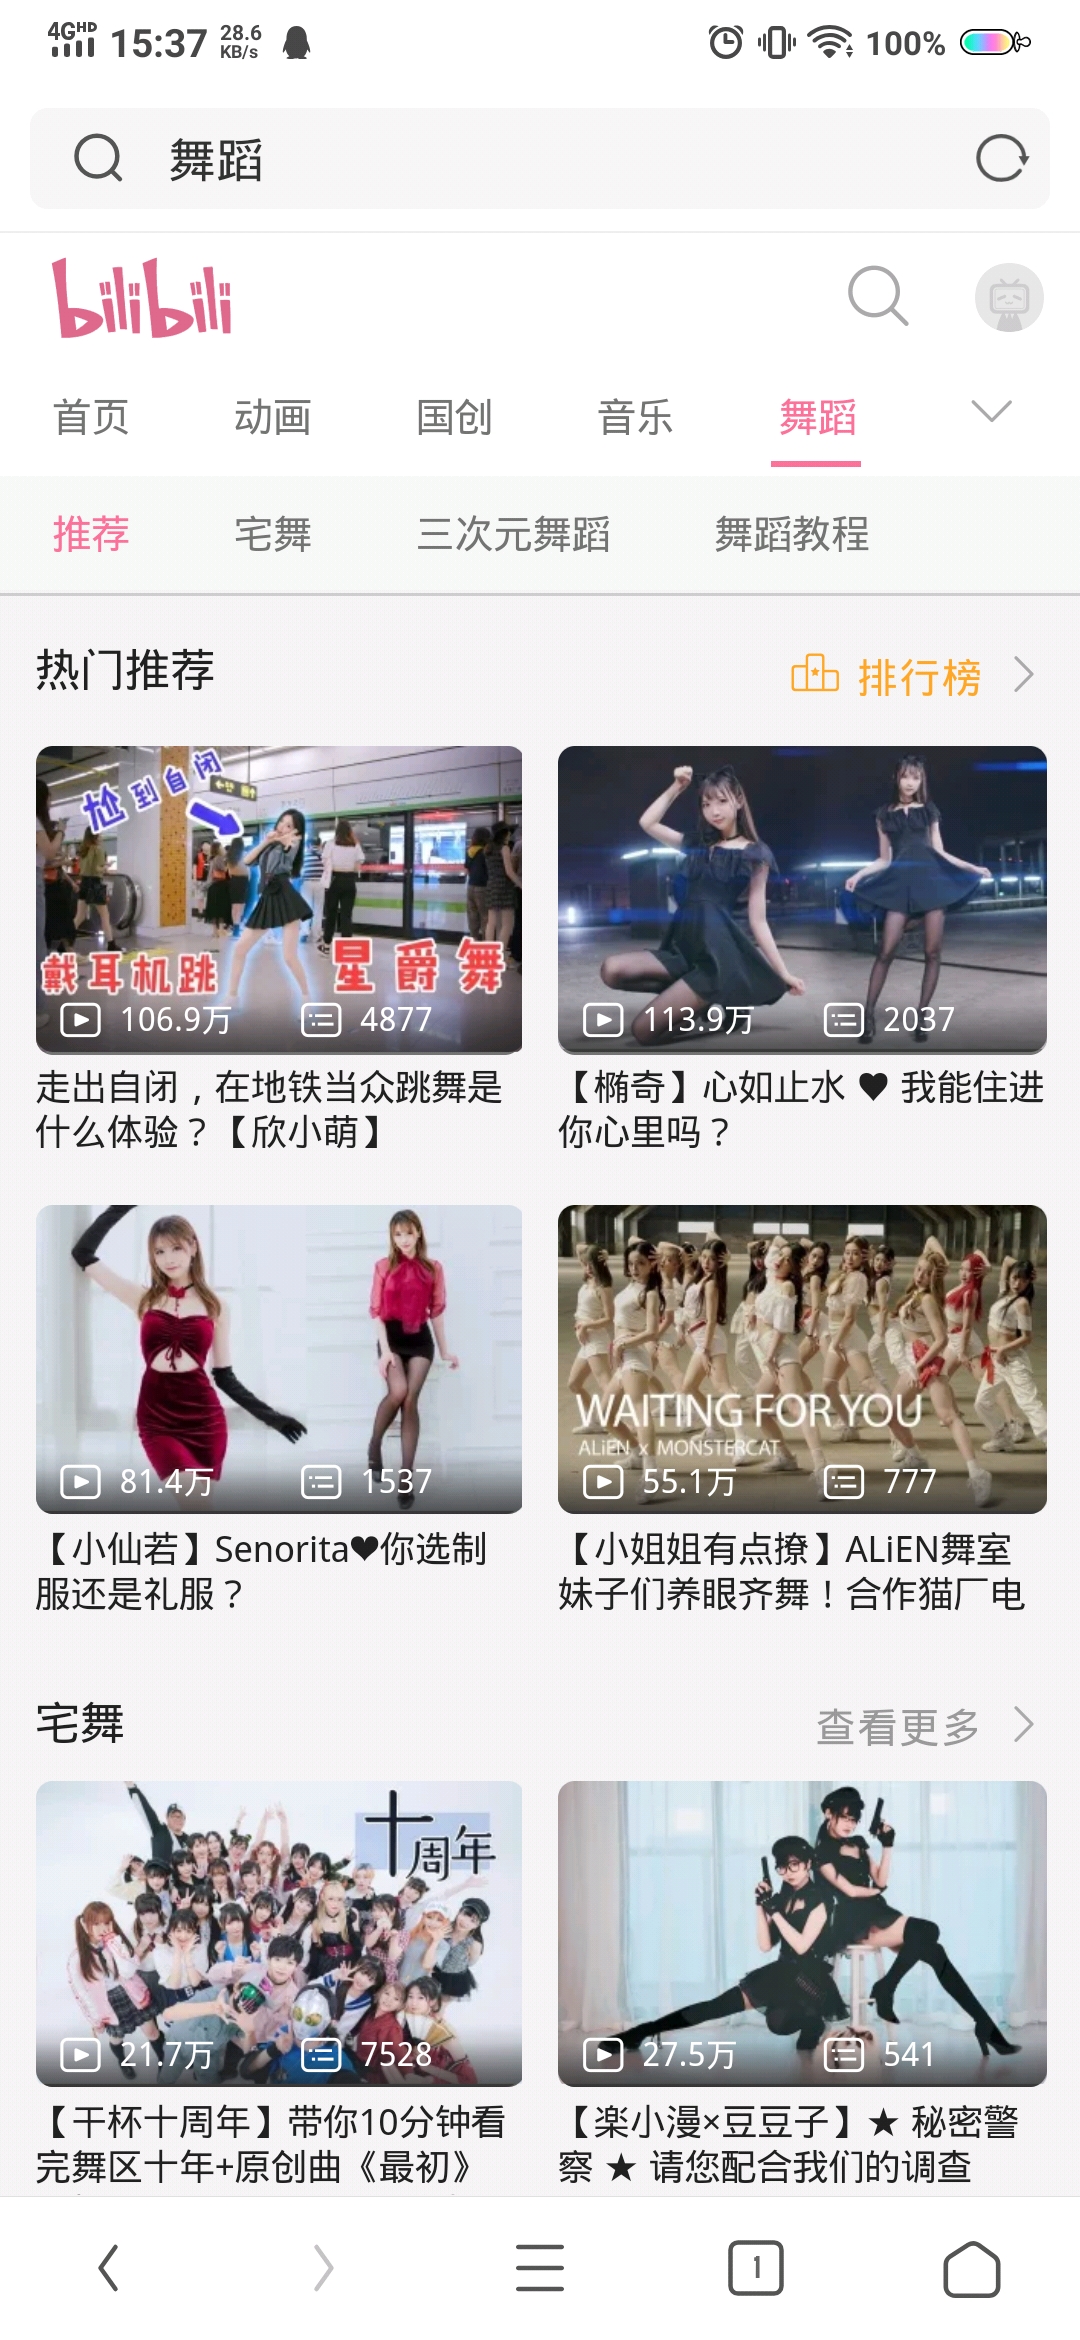 4GHD 15:37 28.6 KB/s 100%
舞蹈
bilibili
首页 动画 国创 音乐 舞蹈
推荐 宅舞 三次元舞蹈 舞蹈教程
热门推荐 排行榜
尬到自闭
戴耳机跳 星爵舞
106.9万 4877
走出自闭，在地铁当众跳舞是
什么体验？【欣小萌】
113.9万 2037
【椭奇】心如止水 ♥ 我能住进
你心里吗？
81.4万 1537
【小仙若】Senorita♥你选制
服还是礼服？
WAITING FOR YOU
ALiEN x MONSTERCAT
55.1万 777
【小姐姐有点撩】ALiEN舞室
妹子们养眼齐舞！合作猫厂电
宅舞 查看更多
十周年
21.7万 7528
【干杯十周年】带你10分钟看
完舞区十年+原创曲《最初》
27.5万 541
【楽小漫×豆豆子】★ 秘密警
察 ★ 请您配合我们的调查
1